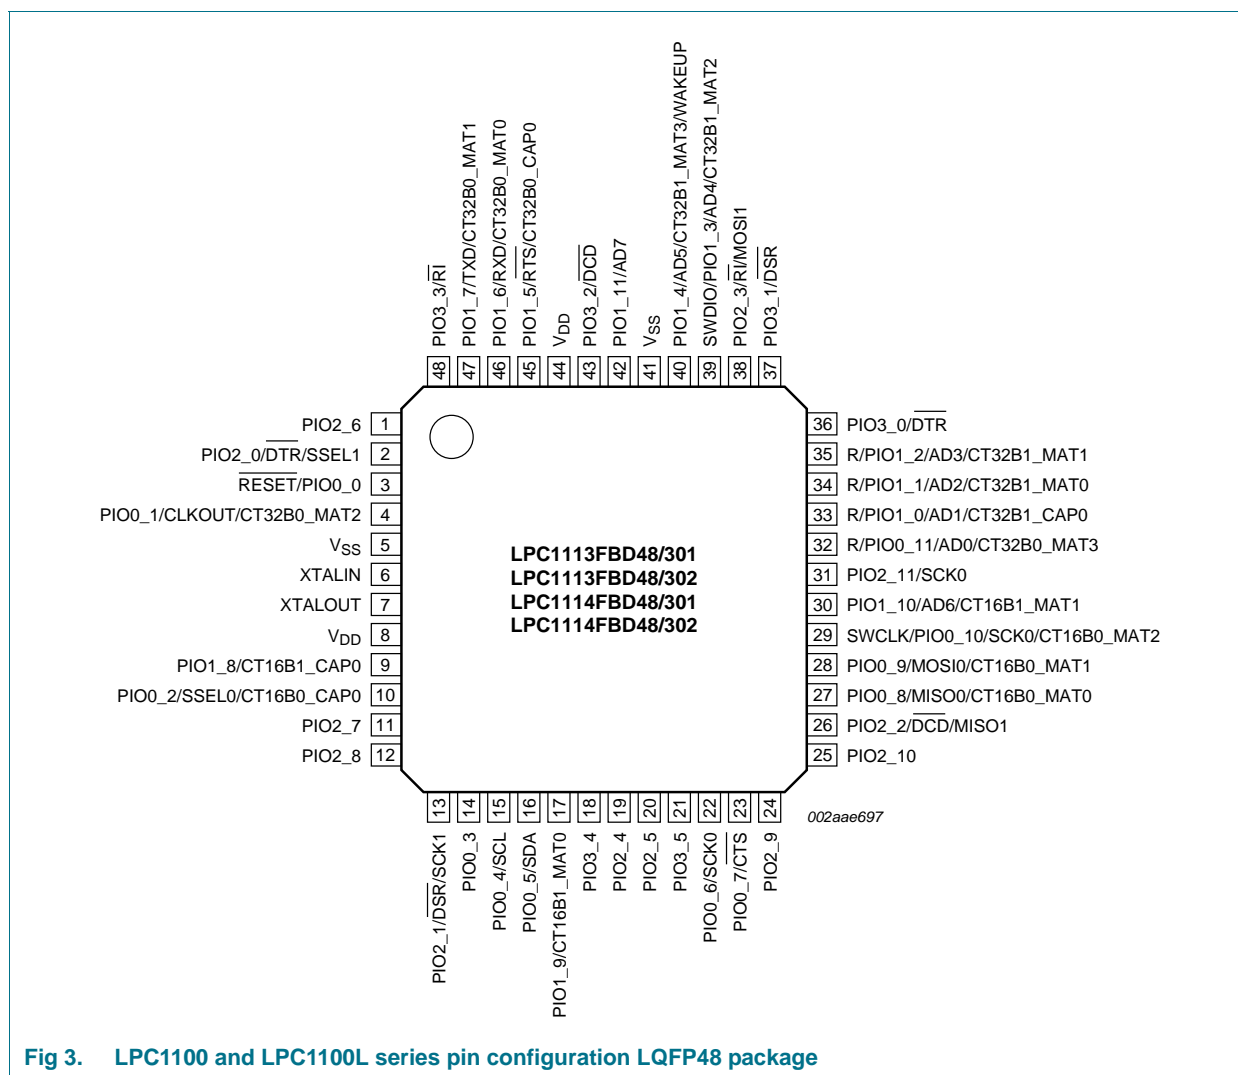 PIO3_3/RI
PIO1_7/TXD/CT32B0_MAT1
PIO1_6/RXD/CT32B0_MAT0
PIO1_5/RTS/CT32B0_CAP0
VDD
PIO3_2/DCD
PIO1_11/AD7
VSS
PIO1_4/AD5/CT32B1_MAT3/WAKEUP
SWDIO/PIO1_3/AD4/CT32B1_MAT2
PIO2_3/RI/MOSI1
PIO3_1/DSR
48
47
46
45
44
43
42
41
40
39
38
37
PIO2_6 1
PIO2_0/DTR/SSEL1 2
RESET/PIO0_0 3
PIO0_1/CLKOUT/CT32B0_MAT2 4
VSS 5
XTALIN 6
XTALOUT 7
VDD 8
PIO1_8/CT16B1_CAP0 9
PIO0_2/SSEL0/CT16B0_CAP0 10
PIO2_7 11
PIO2_8 12
LPC1113FBD48/301
LPC1113FBD48/302
LPC1114FBD48/301
LPC1114FBD48/302
36 PIO3_0/DTR
35 R/PIO1_2/AD3/CT32B1_MAT1
34 R/PIO1_1/AD2/CT32B1_MAT0
33 R/PIO1_0/AD1/CT32B1_CAP0
32 R/PIO0_11/AD0/CT32B0_MAT3
31 PIO2_11/SCK0
30 PIO1_10/AD6/CT16B1_MAT1
29 SWCLK/PIO0_10/SCK0/CT16B0_MAT2
28 PIO0_9/MOSI0/CT16B0_MAT1
27 PIO0_8/MISO0/CT16B0_MAT0
26 PIO2_2/DCD/MISO1
25 PIO2_10
13
14
15
16
17
18
19
20
21
22
23
24
PIO2_1/DSR/SCK1
PIO0_3
PIO0_4/SCL
PIO0_5/SDA
PIO1_9/CT16B1_MAT0
PIO3_4
PIO2_4
PIO2_5
PIO3_5
PIO0_6/SCK0
PIO0_7/CTS
PIO2_9
002aae697
Fig 3. LPC1100 and LPC1100L series pin configuration LQFP48 package